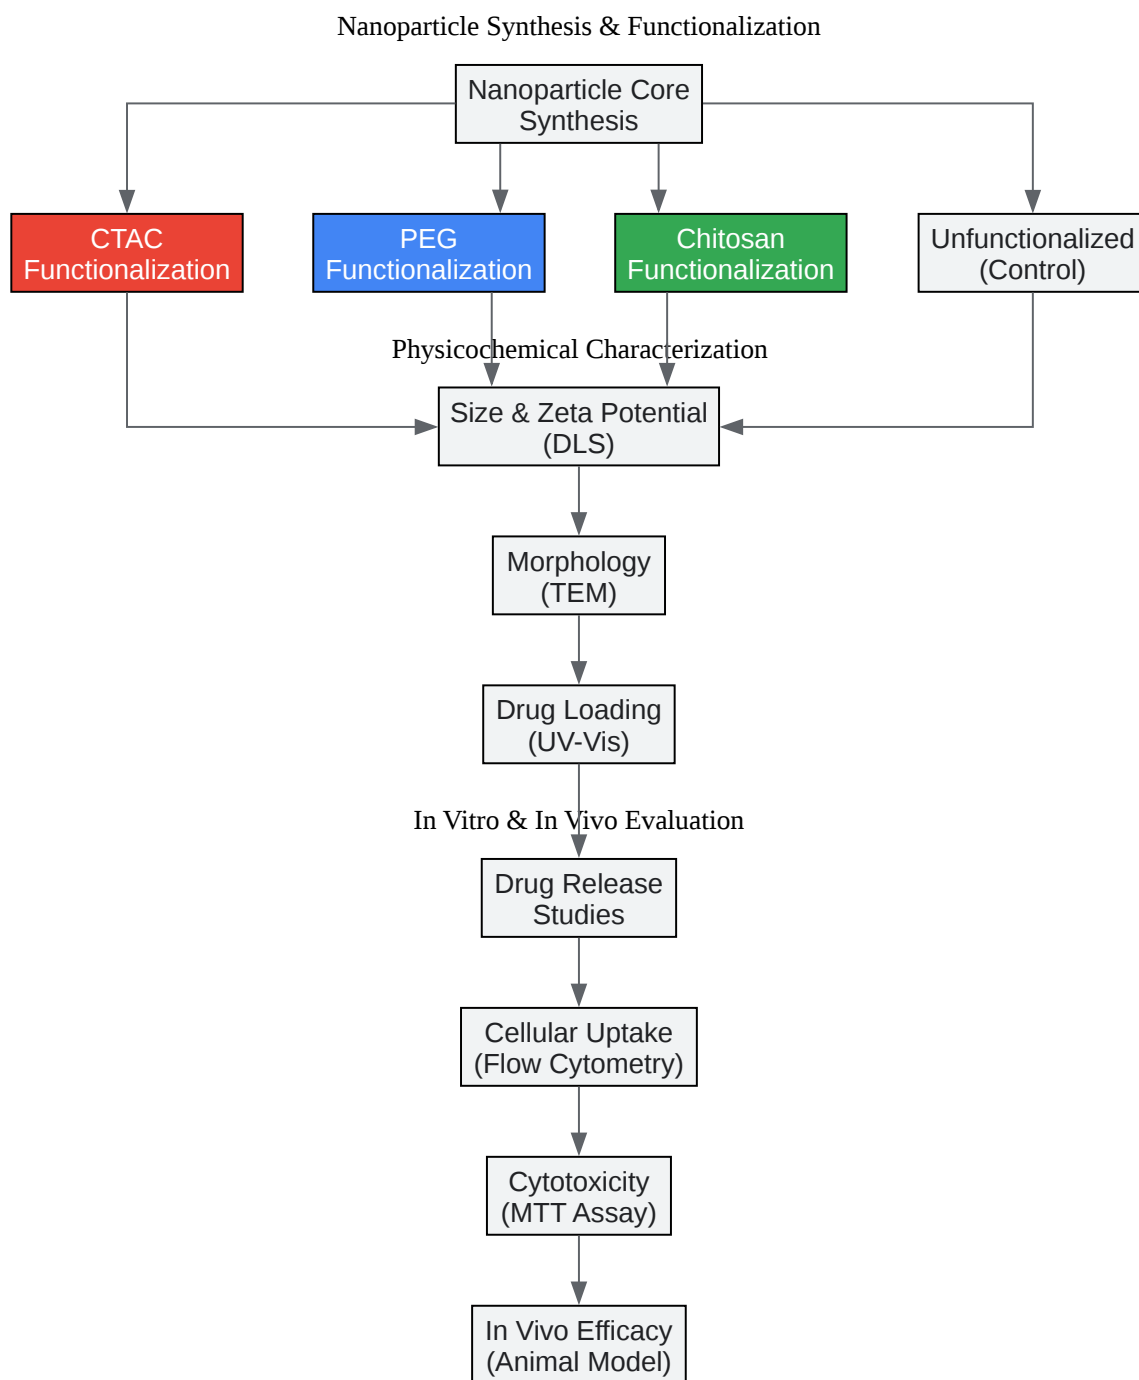 Nanoparticle Synthesis & Functionalization
Nanoparticle Core
Synthesis
CTAC
Functionalization
PEG
Functionalization
Chitosan
Functionalization
Unfunctionalized
(Control)
Physicochemical Characterization
Size & Zeta Potential
(DLS)
Morphology
(TEM)
Drug Loading
(UV-Vis)
In Vitro & In Vivo Evaluation
Drug Release
Studies
Cellular Uptake
(Flow Cytometry)
Cytotoxicity
(MTT Assay)
In Vivo Efficacy
(Animal Model)